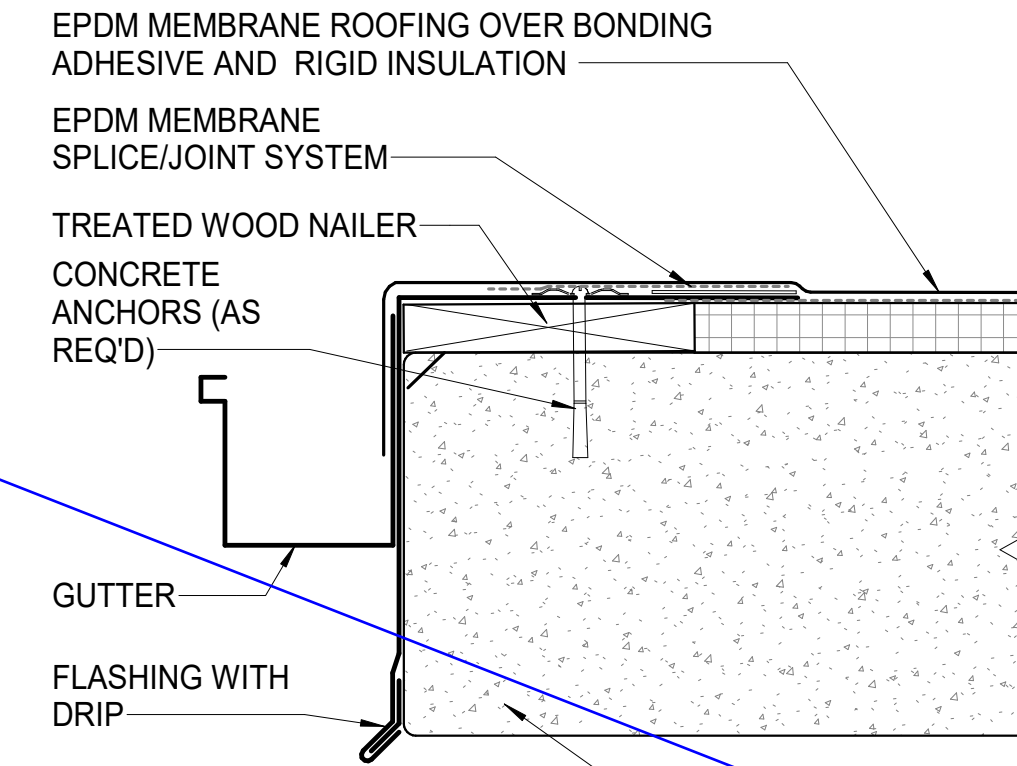 EPDM MEMBRANE ROOFING OVER BONDING
ADHESIVE AND RIGID INSULATION
EPDM MEMBRANE
SPLICE/JOINT SYSTEM
TREATED WOOD NAILER
CONCRETE
ANCHORS (AS
REQ'D)
GUTTER
FLASHING WITH
DRIP